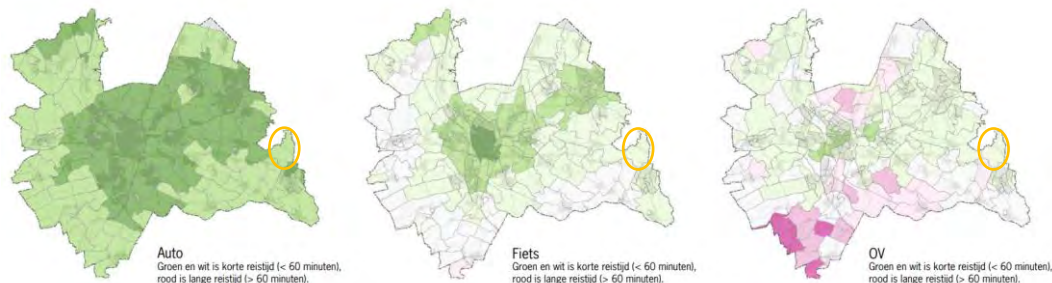 Auto
Groen en wit is korte reistijd (< 60 minuten),
rood is lange reistijd (> 60 minuten).
Fiets
Groen en wit is korte reistijd (< 60 minuten),
rood is lange reistijd (> 60 minuten).
OV
Groen en wit is korte reistijd (< 60 minuten),
rood is lange reistijd (> 60 minuten).